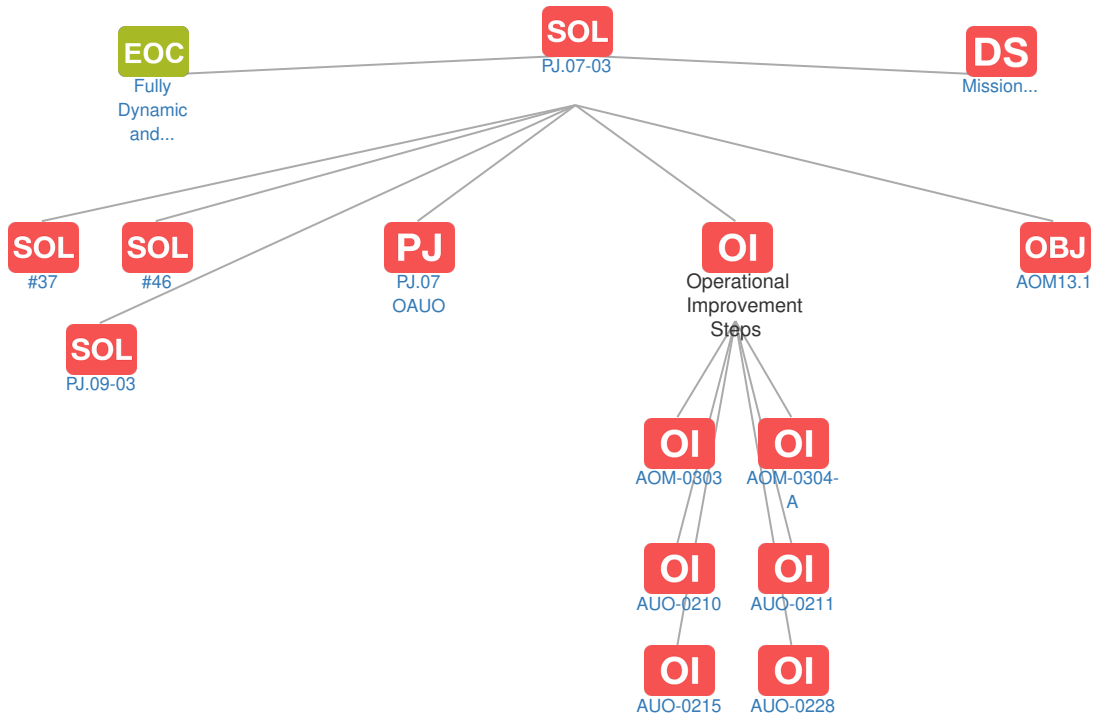 EOC
Fully
Dynamic
and...
SOL
PJ.07-03
DS
Mission...
SOL
#37
SOL
#46
PJ
PJ.07
OAUO
OI
Operational
Improvement
Steps
OBJ
AOM13.1
SOL
PJ.09-03
OI
AOM-0303
OI
AOM-0304-
A
OI
AUO-0210
OI
AUO-0211
OI
AUO-0215
OI
AUO-0228